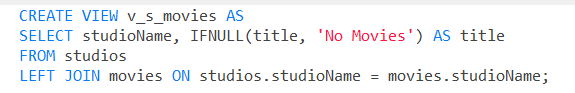 CREATE VIEW v_s_movies AS
SELECT studioName, IFNULL(title, 'No Movies') AS title
FROM studios
LEFT JOIN movies ON studios.studioName = movies.studioName;